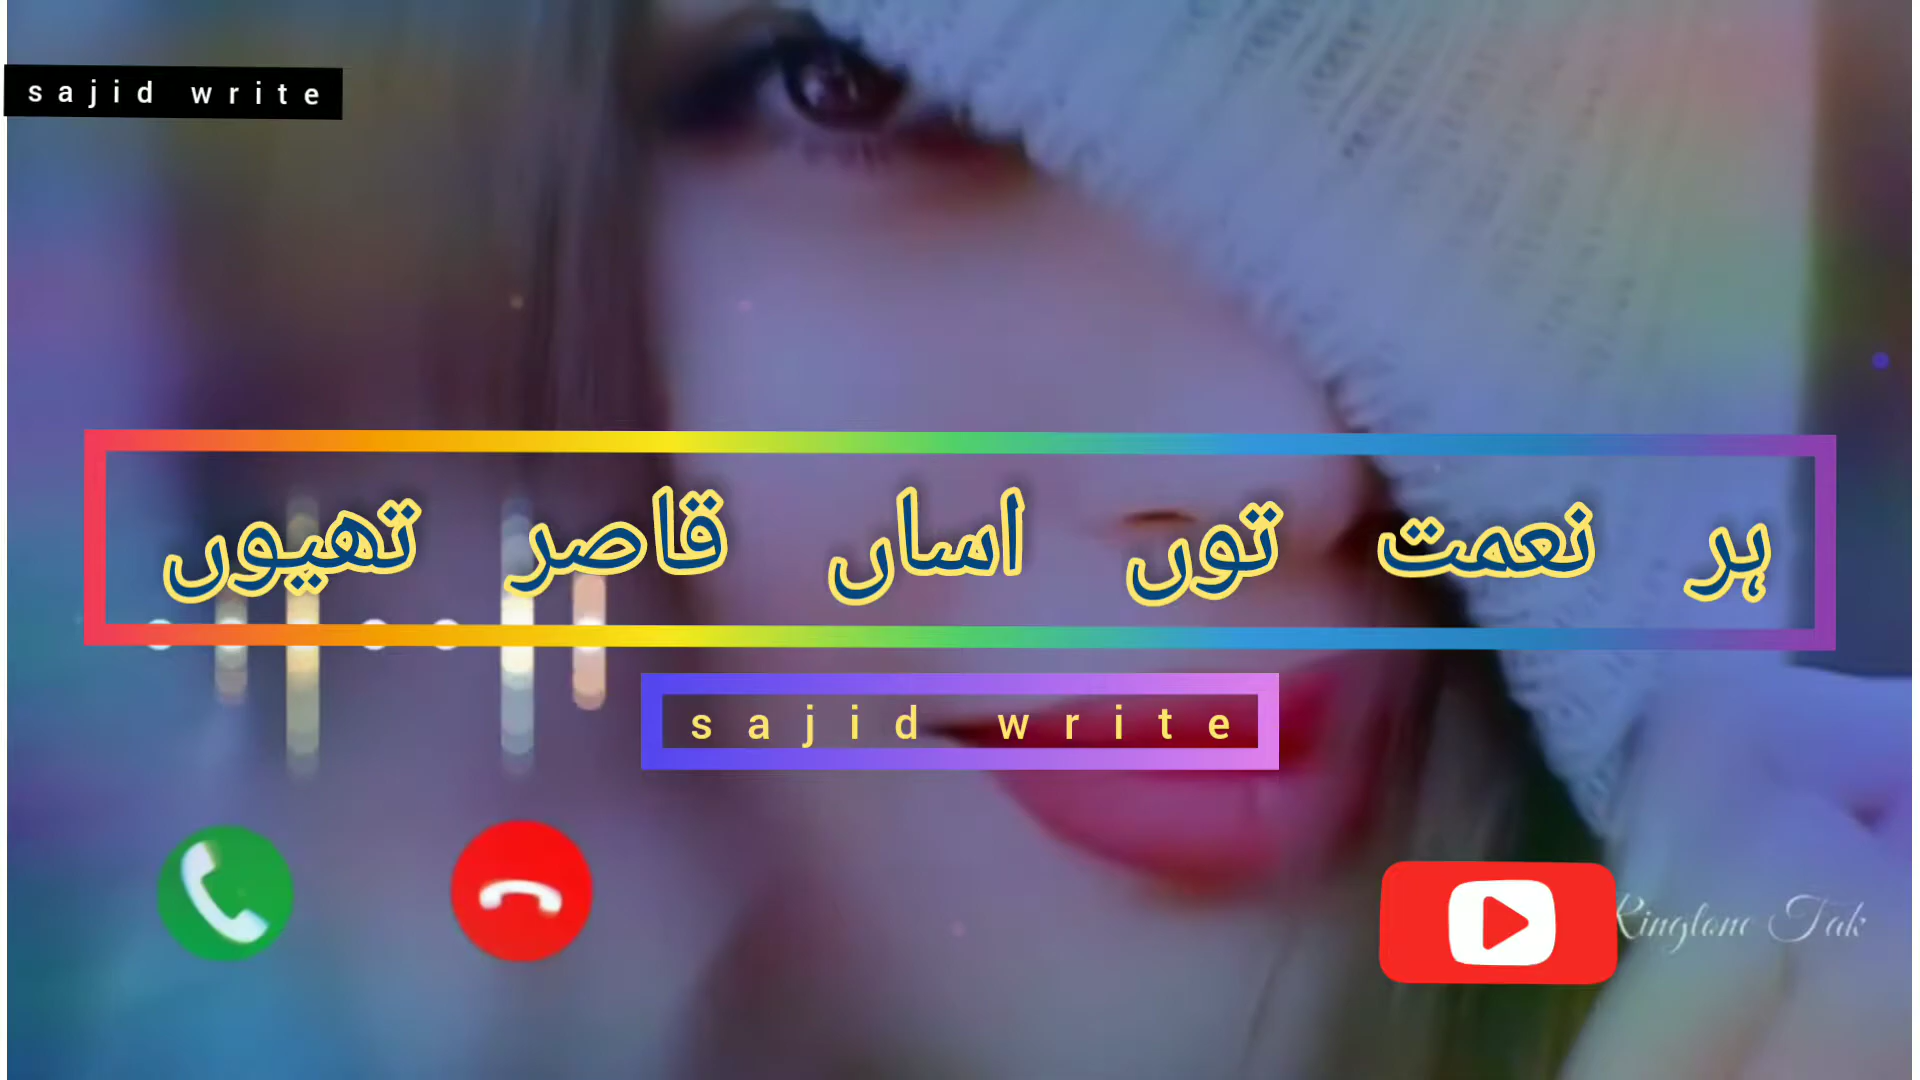 sajid write
ہر نعمت توں اساں قاصر تھیوں
sajid write
Ringtone Tak